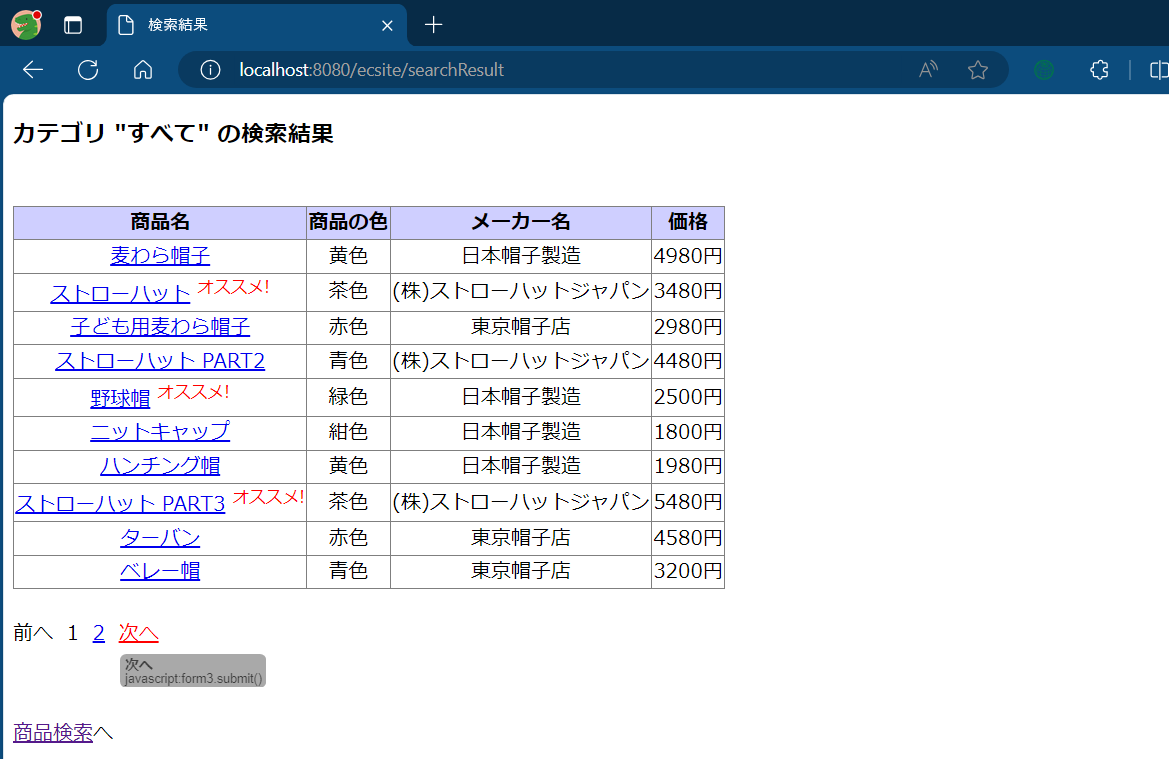 検索結果
localhost:8080/ecsite/searchResult
カテゴリ "すべて" の検索結果
商品名 商品の色 メーカー名 価格
麦わら帽子 黄色 日本帽子製造 4980円
ストローハット オススメ! 茶色 (株)ストローハットジャパン 3480円
子ども用麦わら帽子 赤色 東京帽子店 2980円
ストローハット PART2 青色 (株)ストローハットジャパン 4480円
野球帽 オススメ! 緑色 日本帽子製造 2500円
ニットキャップ 紺色 日本帽子製造 1800円
ハンチング帽 黄色 日本帽子製造 1980円
ストローハット PART3 オススメ! 茶色 (株)ストローハットジャパン 5480円
ターバン 赤色 東京帽子店 4580円
ベレー帽 青色 東京帽子店 3200円
前へ 1 2 次へ
次へ
javascript:form3.submit()
商品検索へ